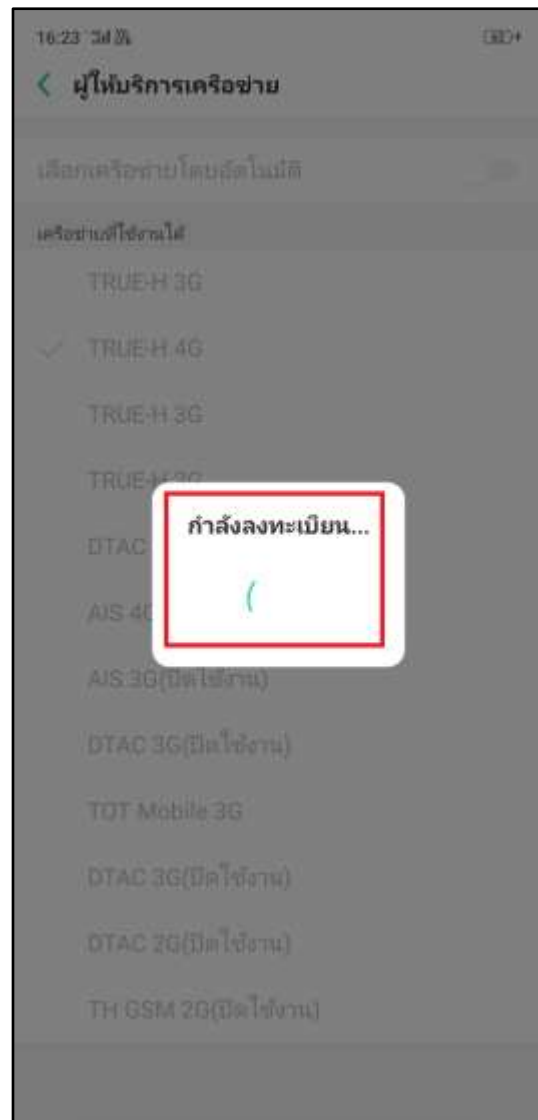 16:23
ผู้ให้บริการเครือข่าย
เลือกเครือข่ายโดยอัตโนมัติ
เครือข่ายที่ใช้งานได้
TRUE-H 3G
TRUE-H 4G
TRUE-H 3G
TRUE-H
กำลังลงทะเบียน...
DTAC
AIS 4G
AIS 3G(ปิดใช้งาน)
DTAC 3G(ปิดใช้งาน)
TOT Mobile 3G
DTAC 3G(ปิดใช้งาน)
DTAC 2G(ปิดใช้งาน)
TH GSM 2G(ปิดใช้งาน)